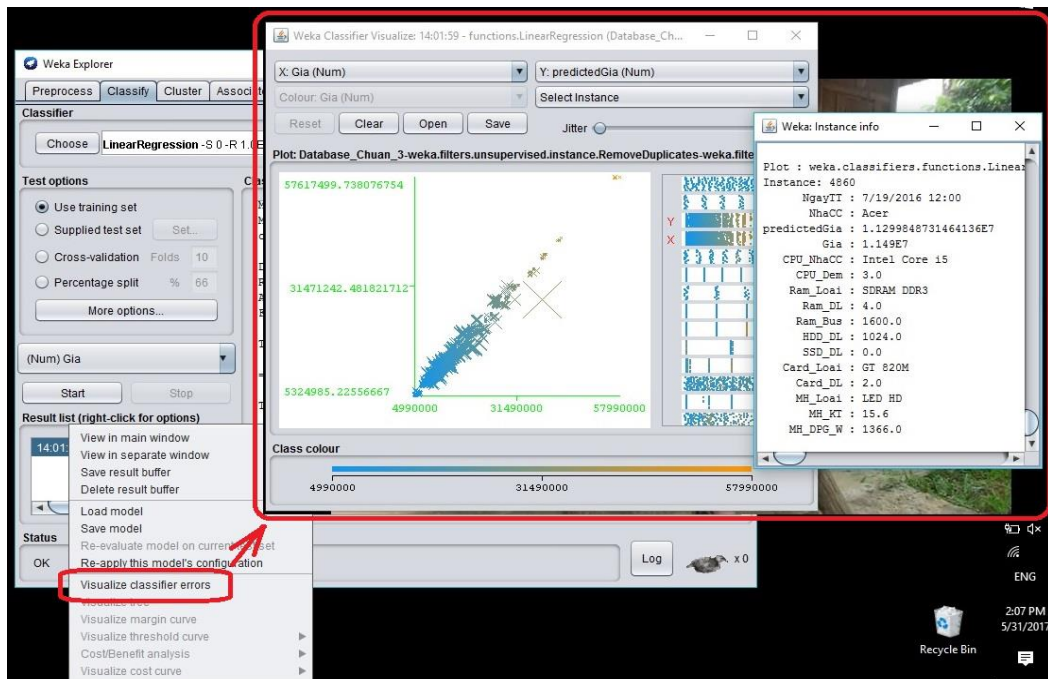 Weka Explorer
Preprocess Classify Cluster Associate
Classifier
Choose LinearRegression -S 0 -R 1.0E
Test options
Use training set
Supplied test set Set...
Cross-validation Folds 10
Percentage split % 66
More options...
(Num) Gia
Start Stop
Result list (right-click for options)
14:01:
View in main window
View in separate window
Save result buffer
Delete result buffer
Load model
Save model
Re-evaluate model on current test set
Re-apply this model's configuration
Visualize classifier errors
Visualize tree
Visualize margin curve
Visualize threshold curve
Cost/Benefit analysis
Visualize cost curve
Status
OK
Log
x 0
Weka Classifier Visualize: 14:01:59 - functions.LinearRegression (Database_Ch...
X: Gia (Num) Y: predictedGia (Num)
Colour: Gia (Num) Select Instance
Reset Clear Open Save Jitter
Plot: Database_Chuan_3-weka.filters.unsupervised.instance.RemoveDuplicates-weka.filte
57617499.738076754
31471242.481821712
5324985.22556667
4990000 31490000 57990000
Y
X
Class colour
4990000 31490000 57990000
Weka: Instance info
Plot : weka.classifiers.functions.Linear
Instance: 4860
NgayTT : 7/19/2016 12:00
NhaCC : Acer
predictedGia : 1.1299848731464136E7
Gia : 1.149E7
CPU_NhaCC : Intel Core i5
CPU_Dem : 3.0
Ram_Loai : SDRAM DDR3
Ram_DL : 4.0
Ram_Bus : 1600.0
HDD_DL : 1024.0
SSD_DL : 0.0
Card_Loai : GT 820M
Card_DL : 2.0
MH_Loai : LED HD
MH_KT : 15.6
MH_DPG_W : 1366.0
ENG
2:07 PM
5/31/2017
Recycle Bin